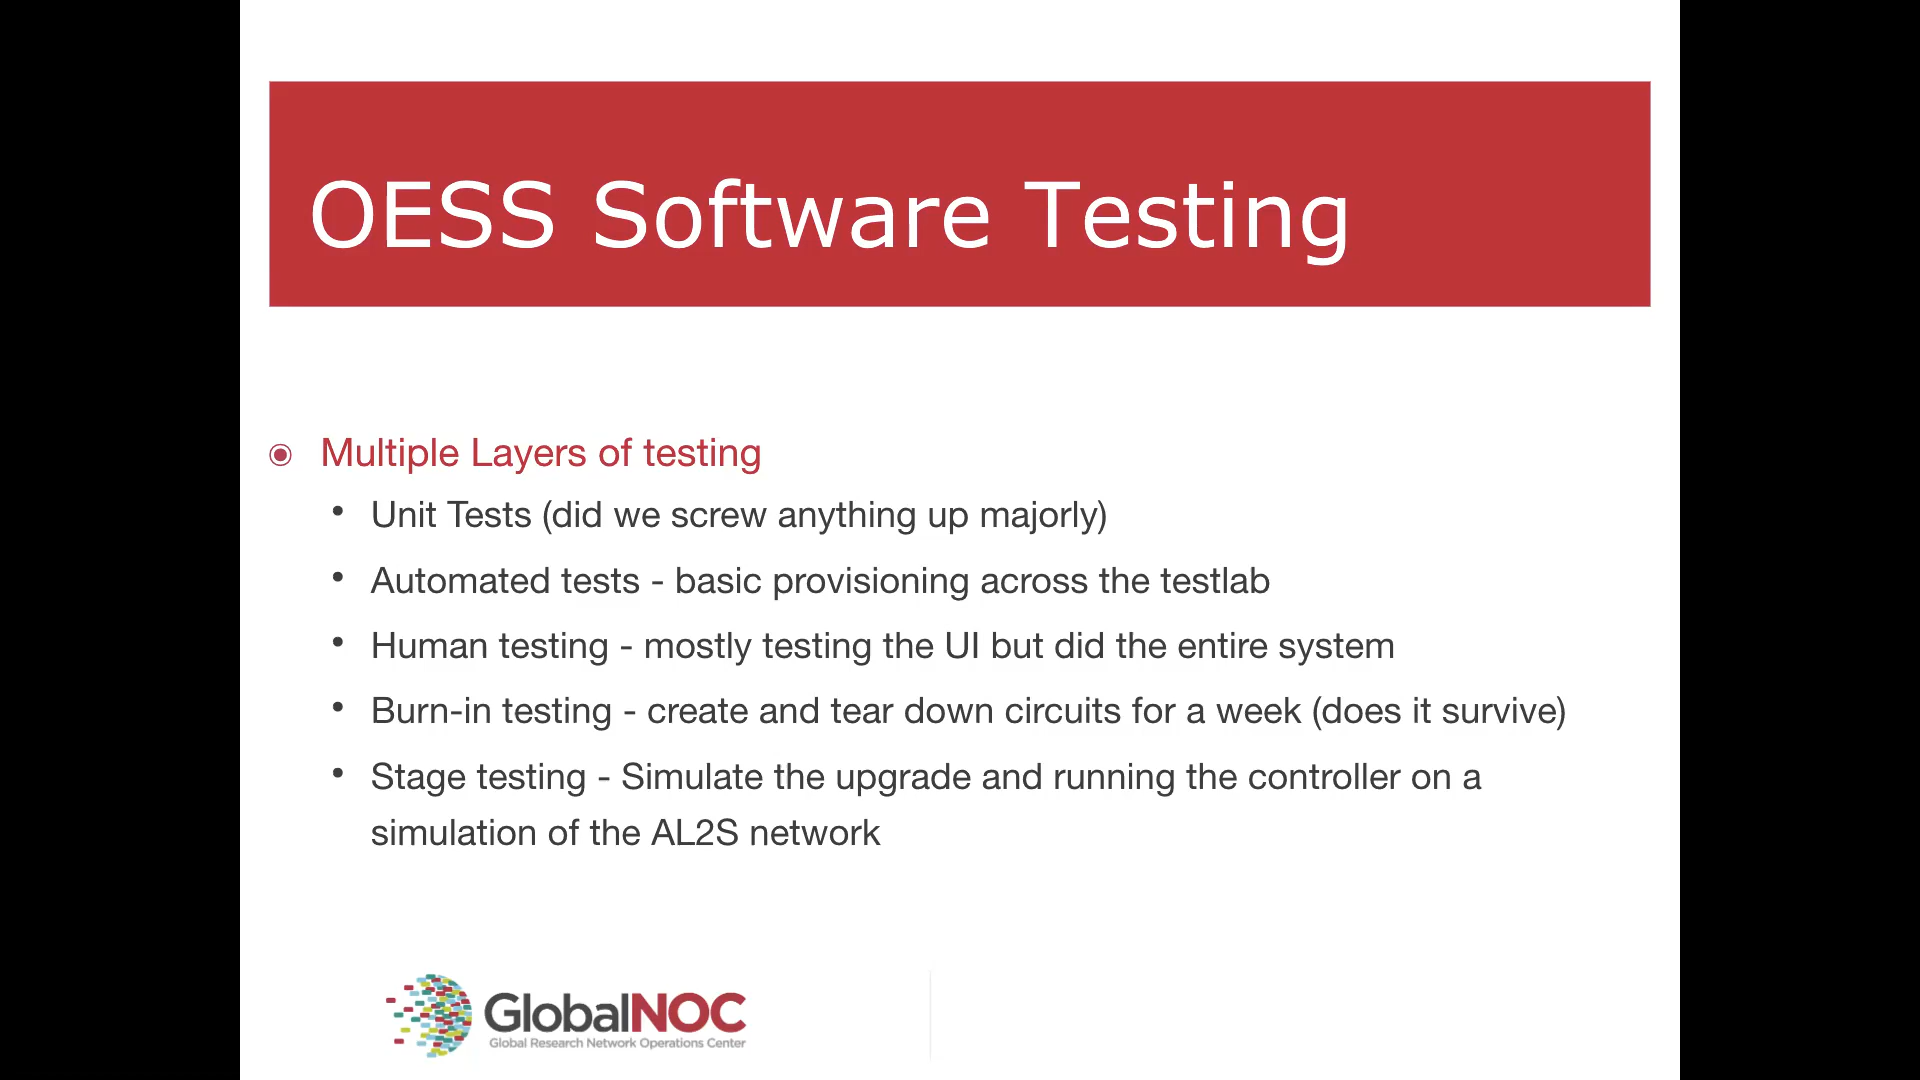 OESS Software Testing
Multiple Layers of testing
• Unit Tests (did we screw anything up majorly)
• Automated tests - basic provisioning across the testlab
• Human testing - mostly testing the UI but did the entire system
• Burn-in testing - create and tear down circuits for a week (does it survive)
• Stage testing - Simulate the upgrade and running the controller on a
simulation of the AL2S network
GlobalNOC
Global Research Network Operations Center